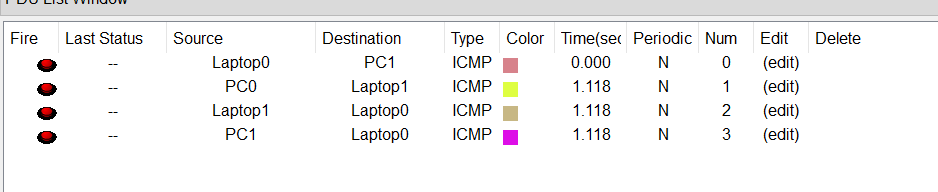 PDU List Window
Fire Last Status Source Destination Type Color Time(sec Periodic Num Edit Delete
-- Laptop0 PC1 ICMP 0.000 N 0 (edit)
-- PC0 Laptop1 ICMP 1.118 N 1 (edit)
-- Laptop1 Laptop0 ICMP 1.118 N 2 (edit)
-- PC1 Laptop0 ICMP 1.118 N 3 (edit)